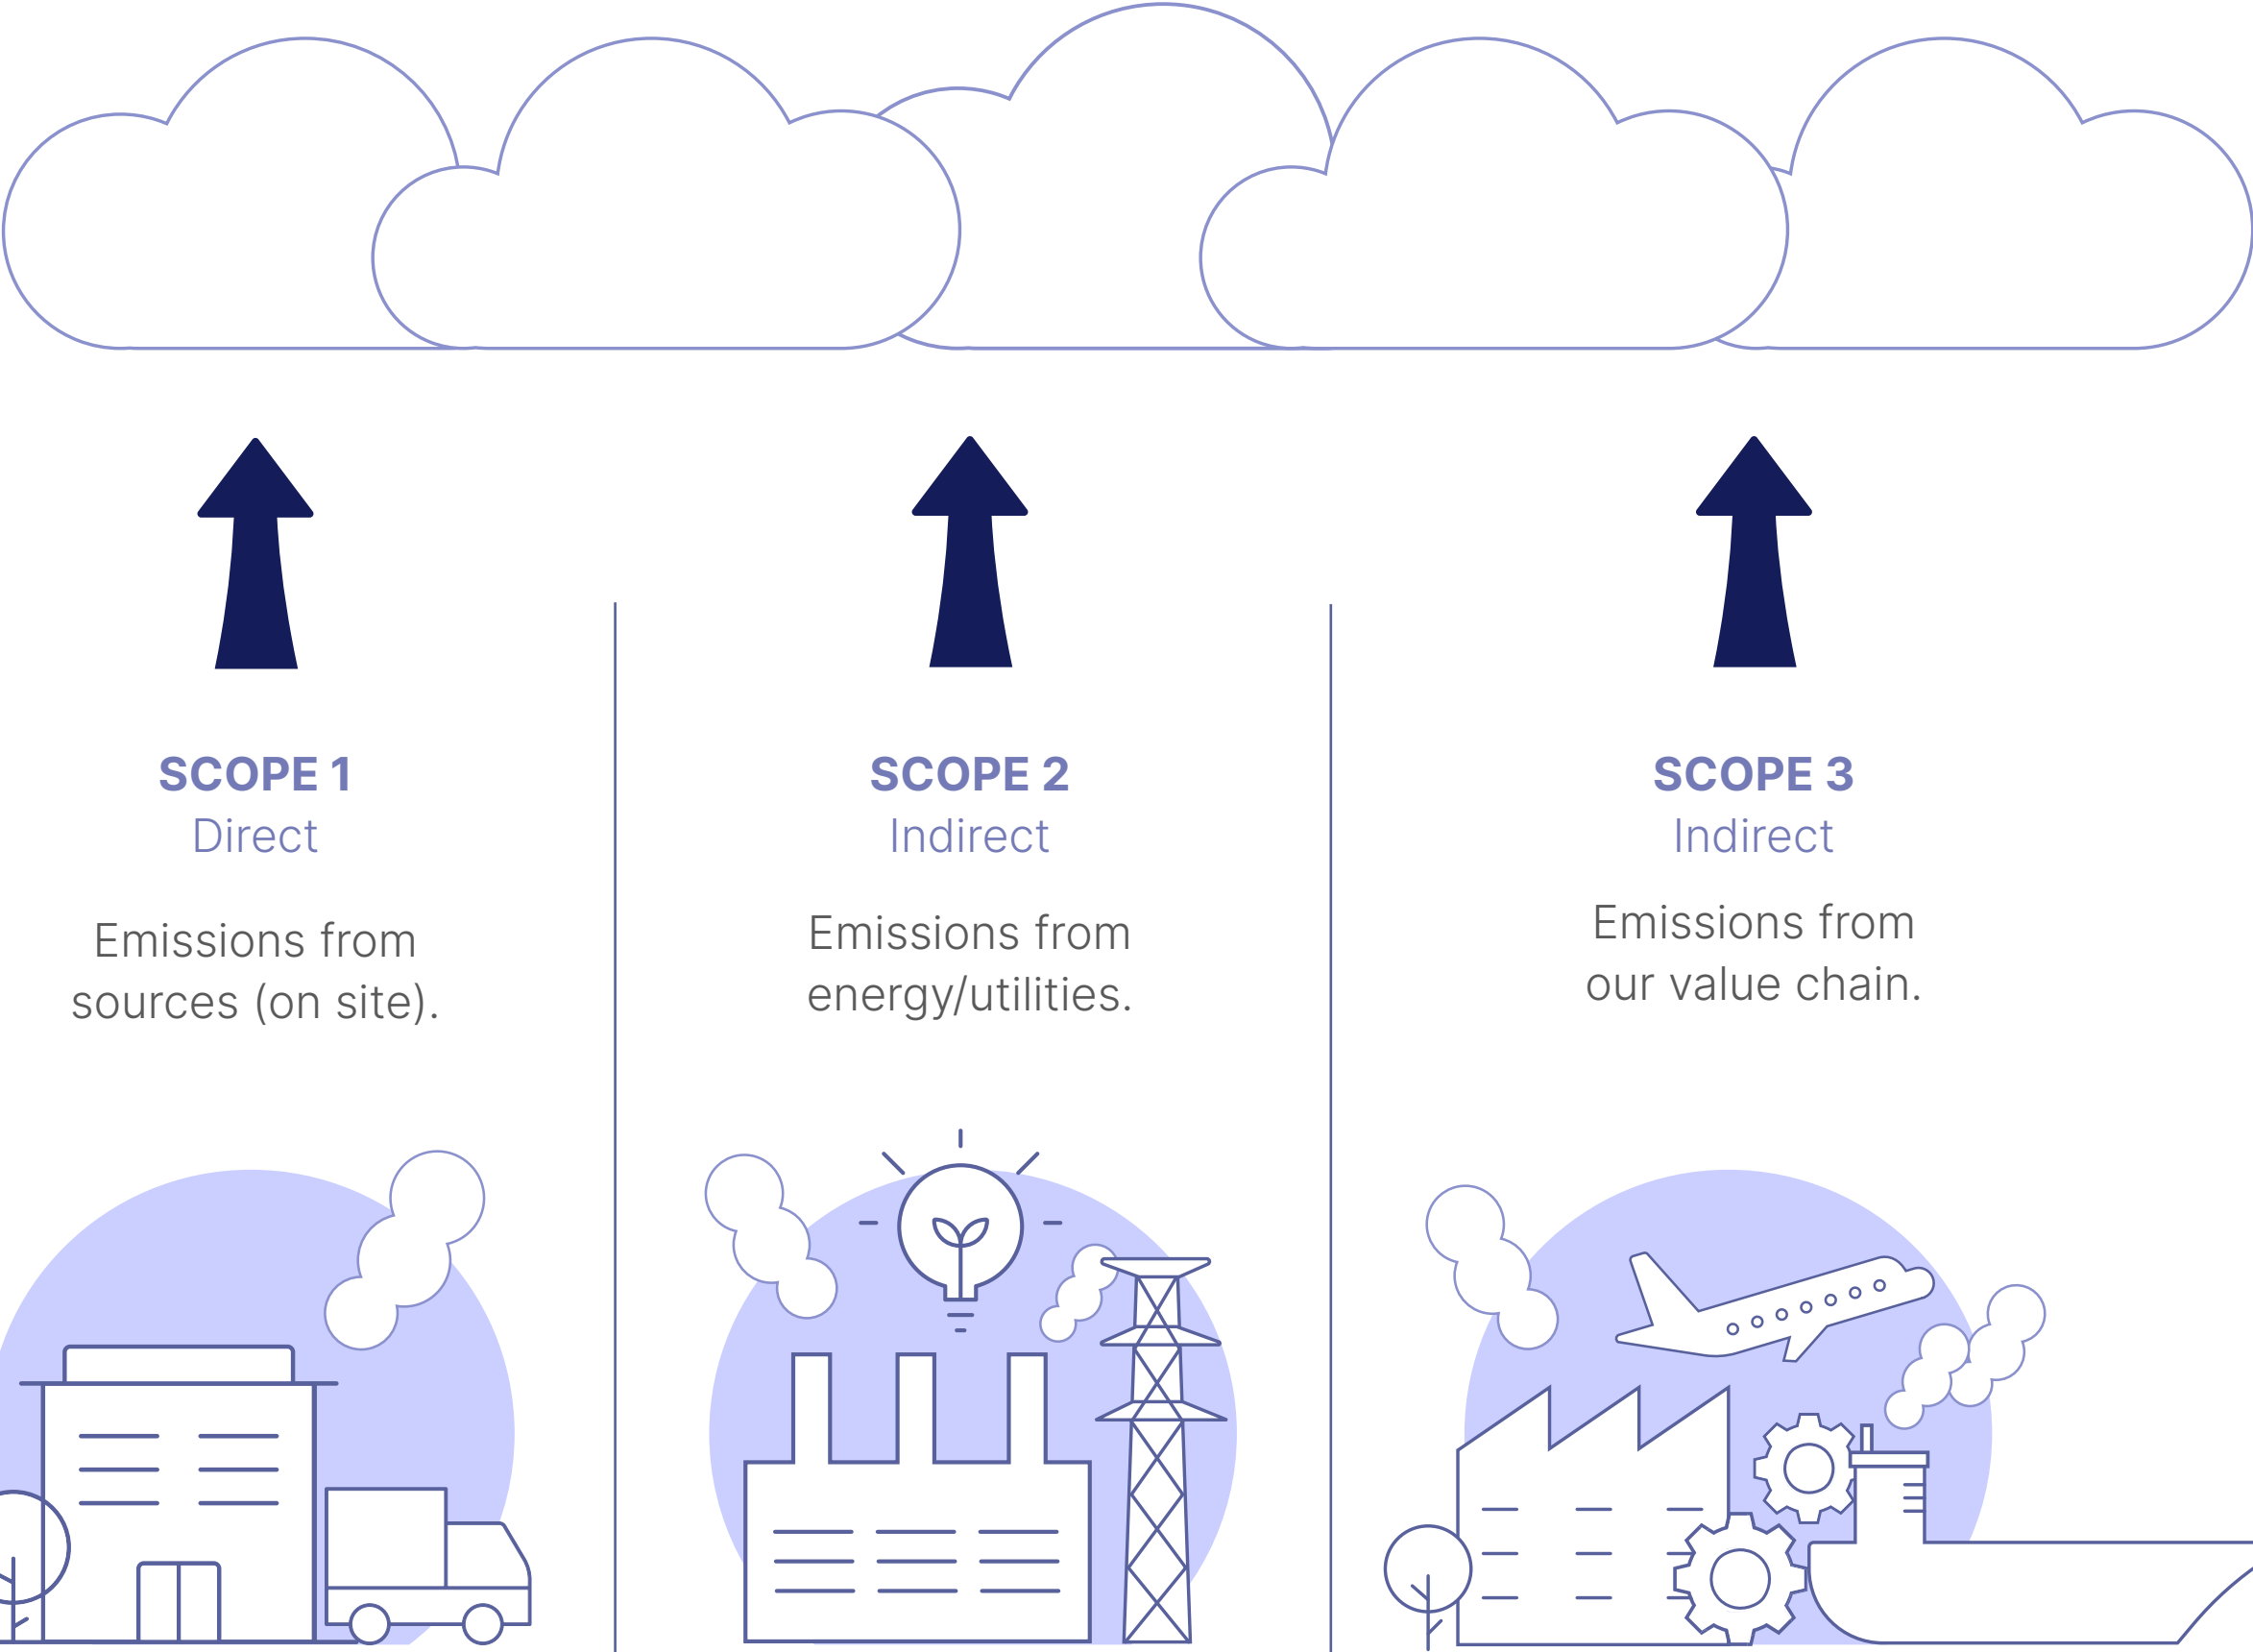 SCOPE 1
Direct
Emissions from
sources (on site).
SCOPE 2
Indirect
Emissions from
energy/utilities.
SCOPE 3
Indirect
Emissions from
our value chain.